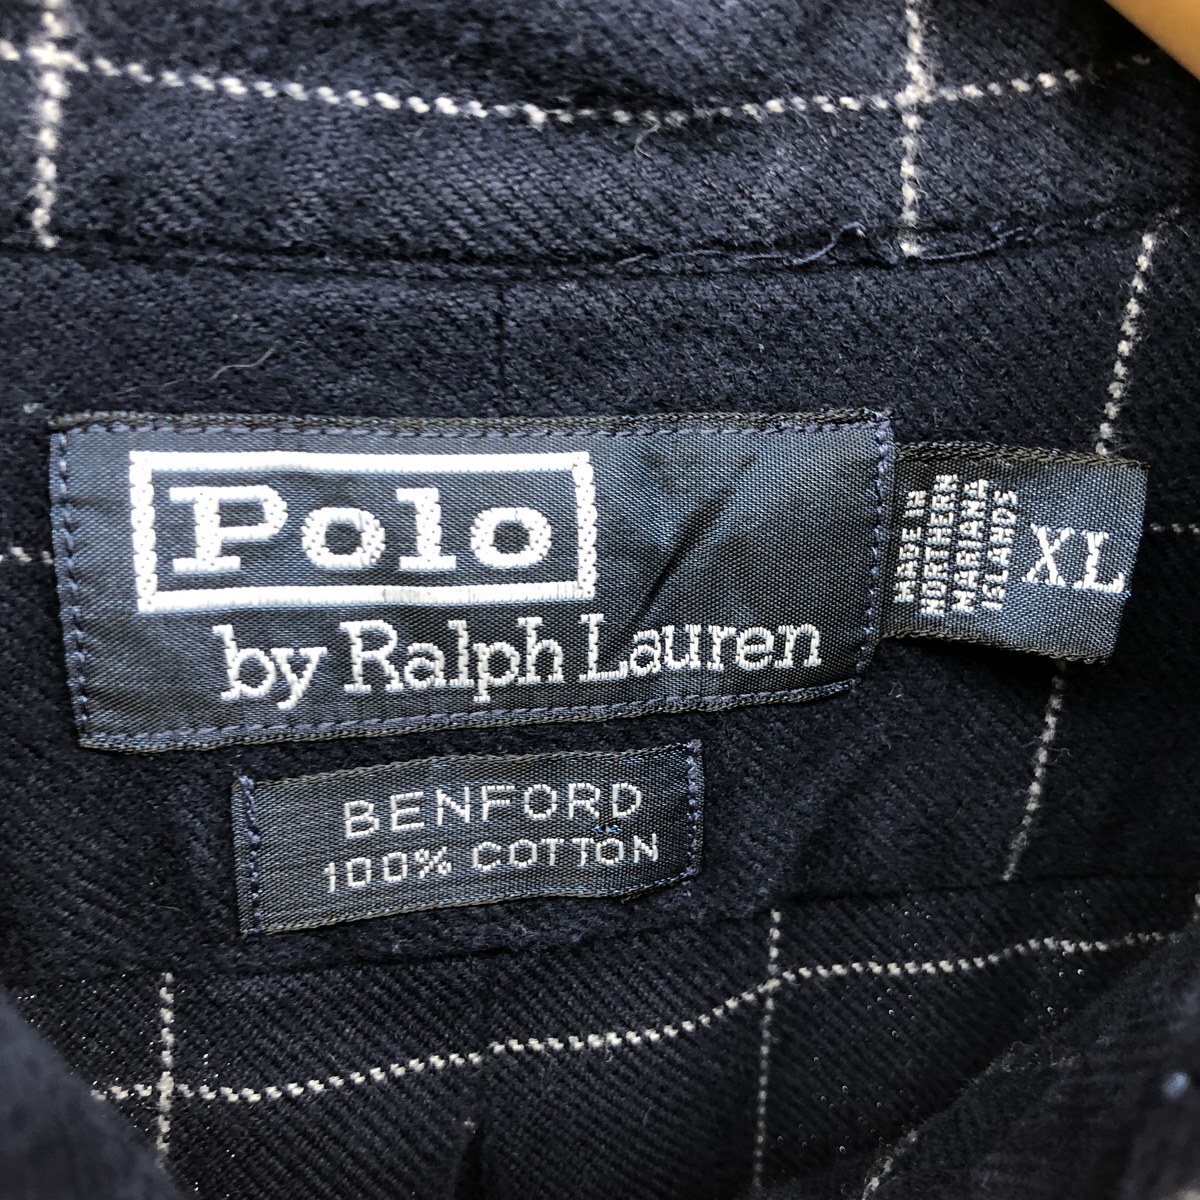 Polo
by Ralph Lauren
MADE IN
NORTHERN
MARIANA
ISLANDS
XL
BENFORD
100% COTTON